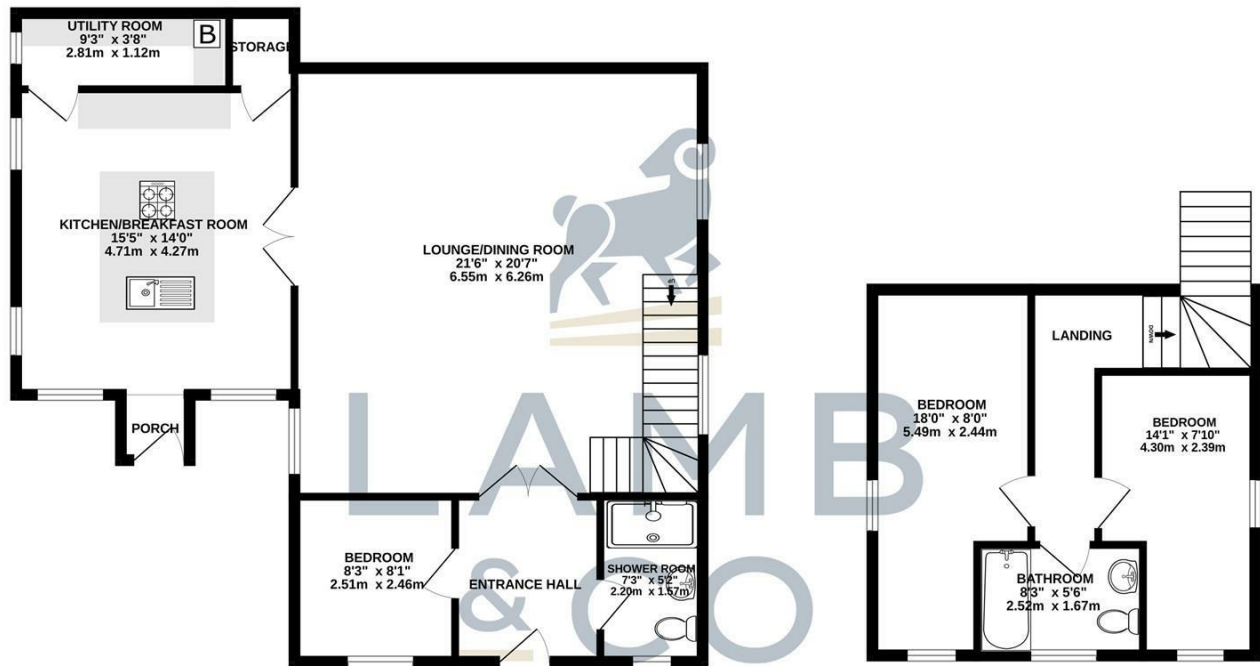 UTILITY ROOM
9'3" x 3'8"
2.81m x 1.12m
B
STORAGE
KITCHEN/BREAKFAST ROOM
15'5" x 14'0"
4.71m x 4.27m
LOUNGE/DINING ROOM
21'6" x 20'7"
6.55m x 6.26m
PORCH
BEDROOM
8'3" x 8'1"
2.51m x 2.46m
ENTRANCE HALL
SHOWER ROOM
7'3" x 5'2"
2.20m x 1.57m
LANDING
DOWN
BEDROOM
18'0" x 8'0"
5.49m x 2.44m
BEDROOM
14'1" x 7'10"
4.30m x 2.39m
BATHROOM
8'3" x 5'6"
2.52m x 1.67m
LAMB
& CO